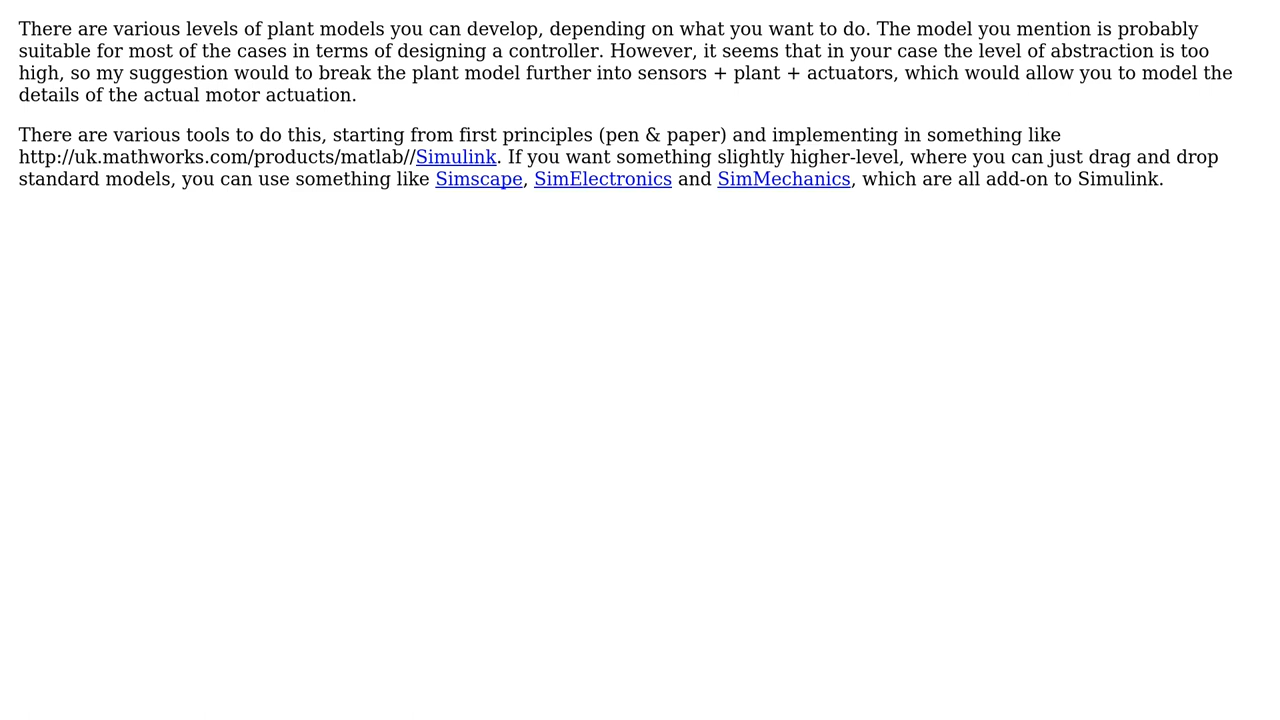 There are various levels of plant models you can develop, depending on what you want to do. The model you mention is probably
suitable for most of the cases in terms of designing a controller. However, it seems that in your case the level of abstraction is too
high, so my suggestion would to break the plant model further into sensors + plant + actuators, which would allow you to model the
details of the actual motor actuation.
There are various tools to do this, starting from first principles (pen & paper) and implementing in something like
http://uk.mathworks.com/products/matlab//Simulink. If you want something slightly higher-level, where you can just drag and drop
standard models, you can use something like Simscape, SimElectronics and SimMechanics, which are all add-on to Simulink.